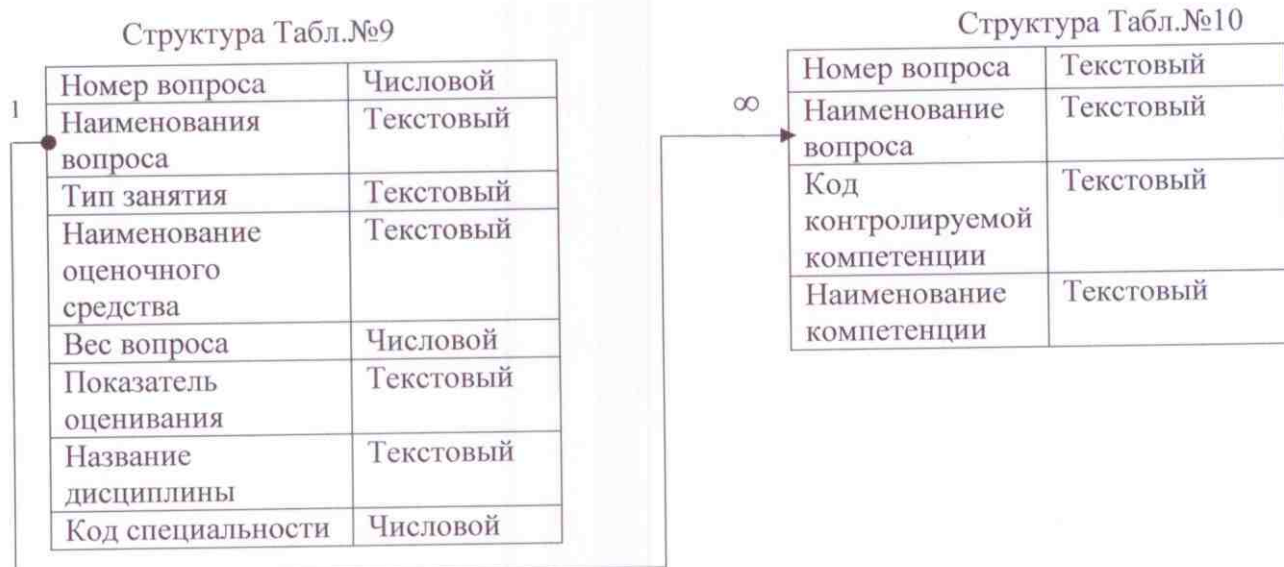 Структура Табл.№9
Номер вопроса Числовой
1
Наименования Текстовый
вопроса
Тип занятия Текстовый
Наименование Текстовый
оценочного
средства
Вес вопроса Числовой
Показатель Текстовый
оценивания
Название Текстовый
дисциплины
Код специальности Числовой
Структура Табл.№10
Номер вопроса Текстовый
∞
Наименование Текстовый
вопроса
Код Текстовый
контролируемой
компетенции
Наименование Текстовый
компетенции